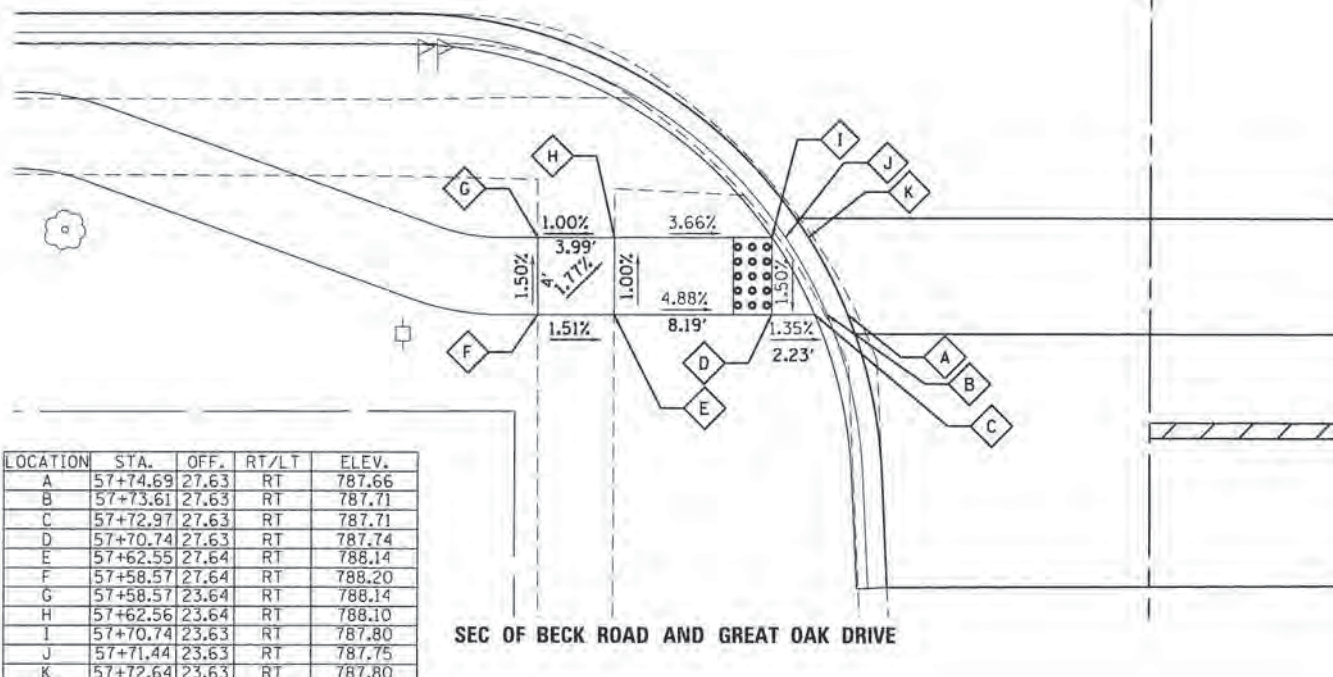 I
H
J
G
K
1.00%
3.66%
3.99'
1.50%
4'
1.77%
1.00%
1.50%
4.88%
1.51%
8.19'
1.35%
2.23'
F
D
A
B
E
C
LOCATION STA. OFF. RT/LT ELEV.
A 57+74.69 27.63 RT 787.66
B 57+73.61 27.63 RT 787.71
C 57+72.97 27.63 RT 787.71
D 57+70.74 27.63 RT 787.74
E 57+62.55 27.64 RT 788.14
F 57+58.57 27.64 RT 788.20
G 57+58.57 23.64 RT 788.14
H 57+62.56 23.64 RT 788.10
I 57+70.74 23.63 RT 787.80
J 57+71.44 23.63 RT 787.75
K 57+72.64 23.63 RT 787.80
SEC OF BECK ROAD AND GREAT OAK DRIVE